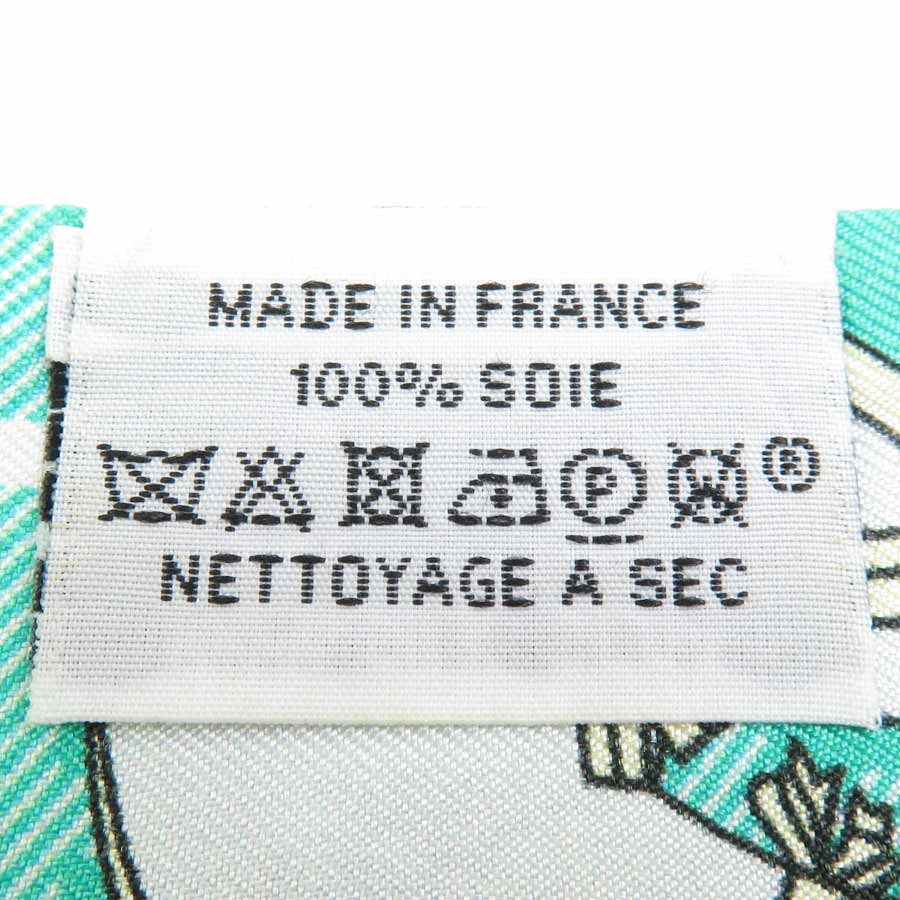 MADE IN FRANCE
100% SOIE
P W ®
NETTOYAGE A SEC